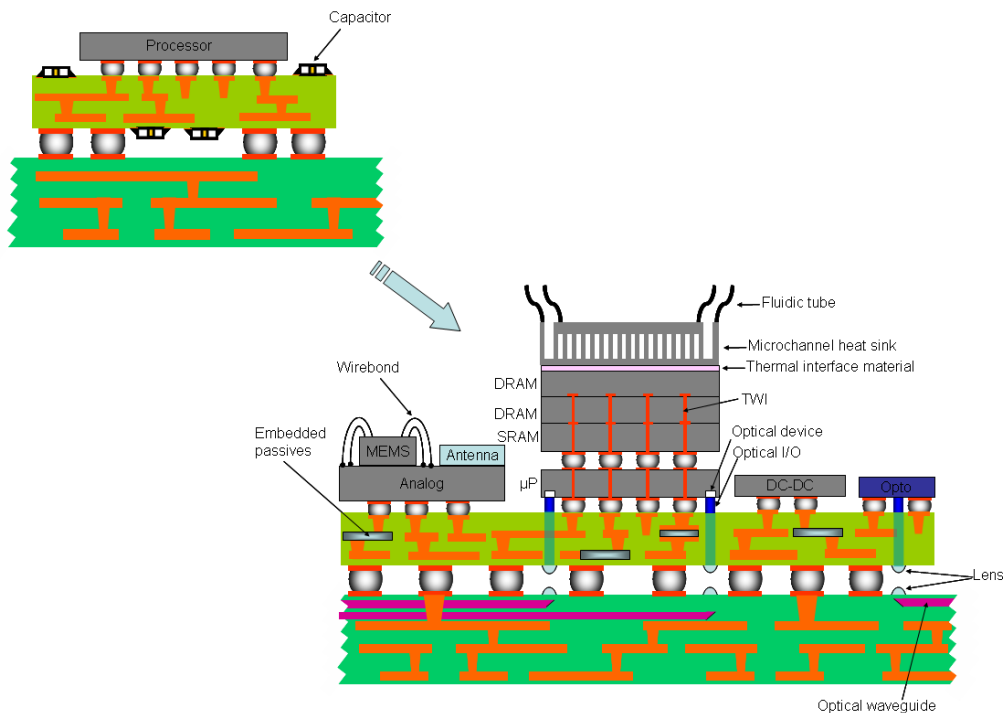 Capacitor
Processor
Fluidic tube
Microchannel heat sink
Wirebond
Thermal interface material
DRAM
TWI
DRAM
Embedded
passives
Optical device
SRAM
MEMS
Antenna
Optical I/O
µP
Analog
DC-DC
Opto
Lens
Optical waveguide